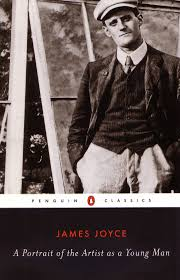 PENGUIN CLASSICS
JAMES JOYCE
A Portrait of the Artist as a Young Man